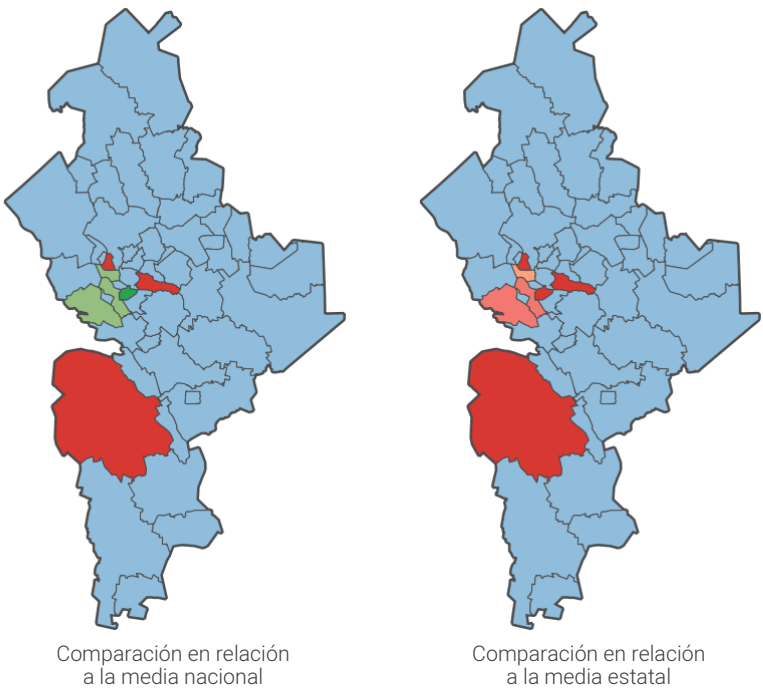 Comparación en relación
a la media nacional
Comparación en relación
a la media estatal